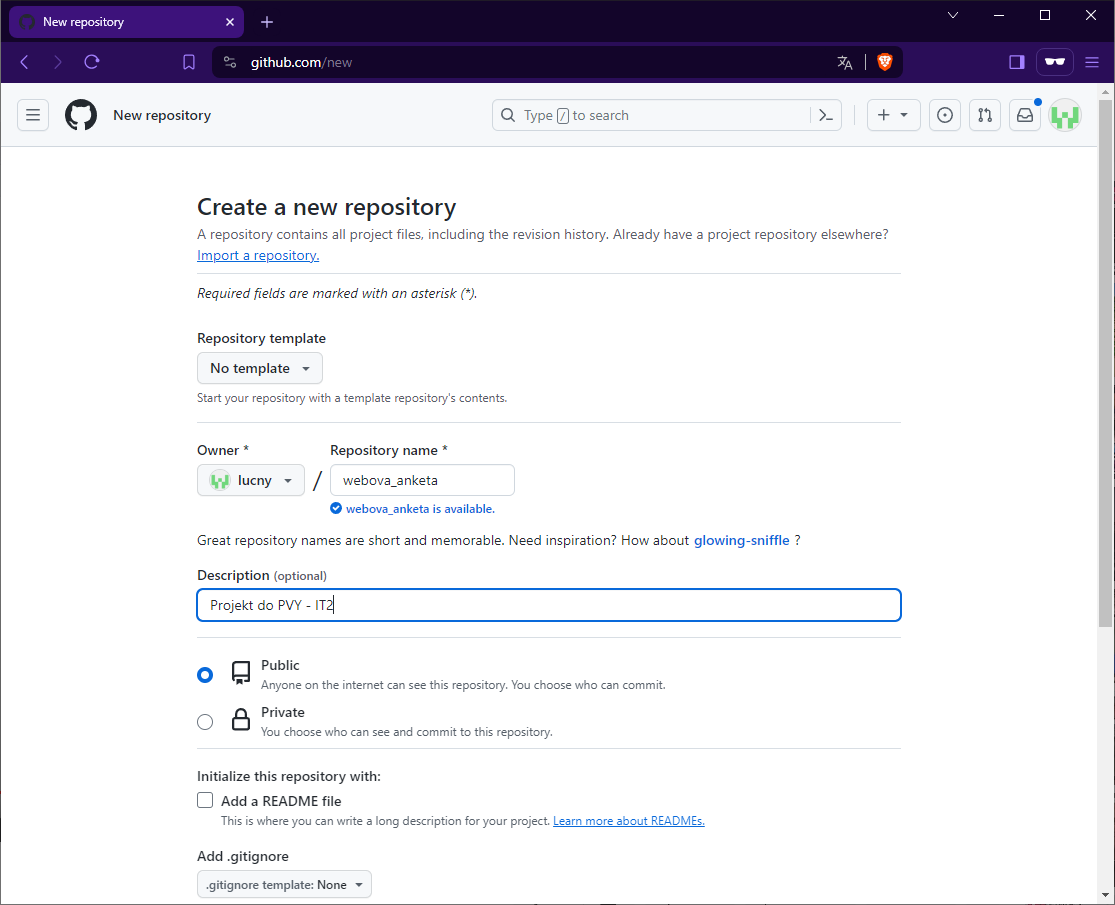 New repository
github.com/new
New repository
Type / to search
Create a new repository
A repository contains all project files, including the revision history. Already have a project repository elsewhere?
Import a repository.
Required fields are marked with an asterisk (*).
Repository template
No template
Start your repository with a template repository's contents.
Owner *
Repository name *
lucny
/
webova_anketa
webova_anketa is available.
Great repository names are short and memorable. Need inspiration? How about glowing-sniffle ?
Description (optional)
Projekt do PVY - IT2
Public
Anyone on the internet can see this repository. You choose who can commit.
Private
You choose who can see and commit to this repository.
Initialize this repository with:
Add a README file
This is where you can write a long description for your project. Learn more about READMEs.
Add .gitignore
.gitignore template: None